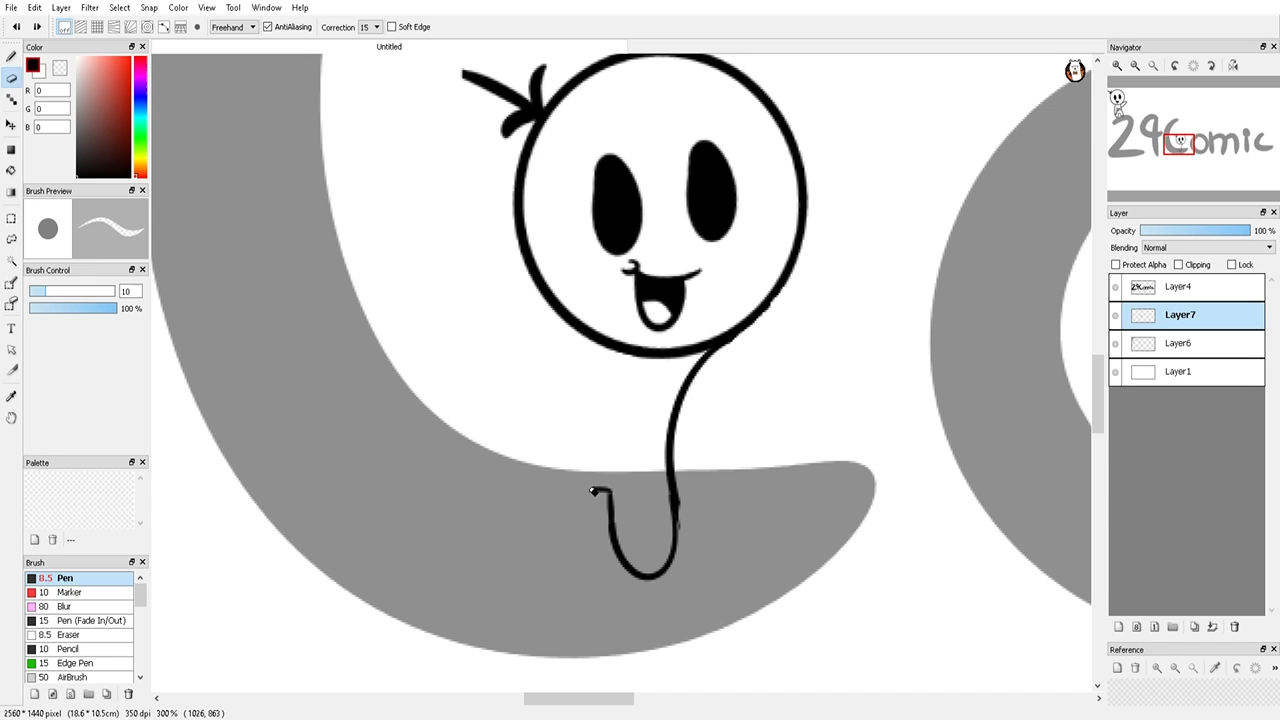 File Edit Layer Filter Select Snap Color View Tool Window Help
off Freehand AntiAliasing Correction 15 Soft Edge
Untitled
Color
R 0
G 0
B 0
Brush Preview
Brush Control
10
100 %
Palette
---
Brush
8.5 Pen
10 Marker
80 Blur
15 Pen (Fade In/Out)
8.5 Eraser
10 Pencil
15 Edge Pen
50 AirBrush
2560 * 1440 pixel (18.6 * 10.5cm) 350 dpi 300 % ( 1026, 863 )
Navigator
29Comic
Layer
Opacity 100 %
Blending Normal
Protect Alpha Clipping Lock
Layer4
Layer7
Layer6
Layer1
Reference